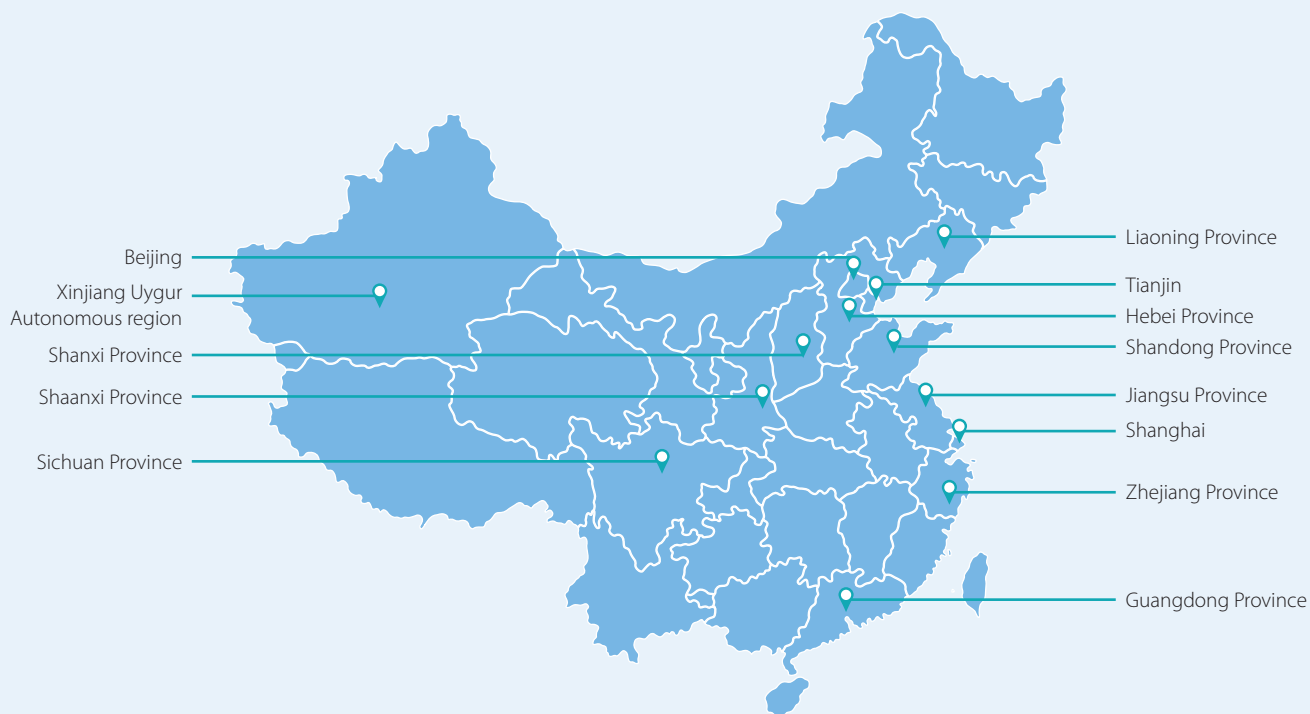 Beijing
Xinjiang Uygur
Autonomous region
Shanxi Province
Shaanxi Province
Sichuan Province
Liaoning Province
Tianjin
Hebei Province
Shandong Province
Jiangsu Province
Shanghai
Zhejiang Province
Guangdong Province